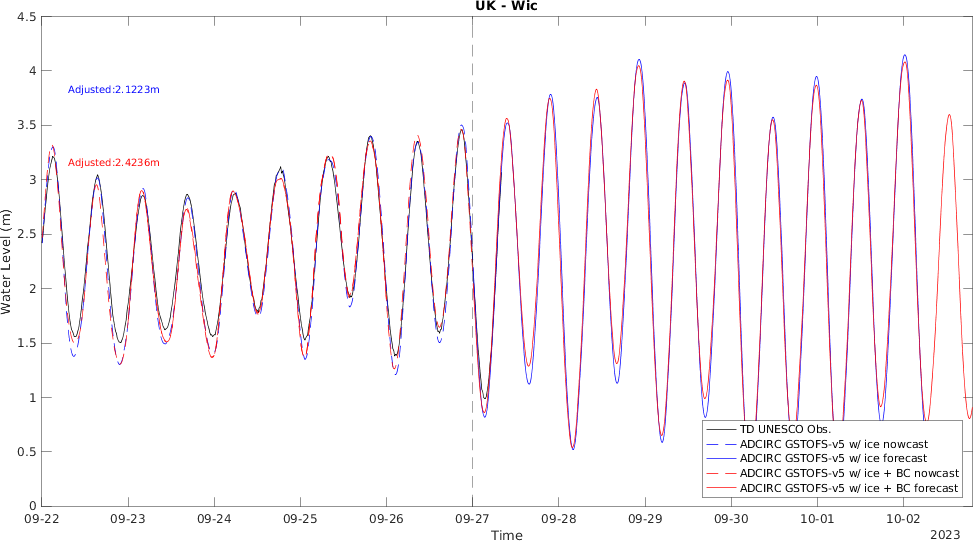 UK - Wic
4.5
4
3.5
3
2.5
2
1.5
1
0.5
0
Water Level (m)
Adjusted:2.1223m
Adjusted:2.4236m
TD UNESCO Obs.
ADCIRC GSTOFS-v5 w/ ice nowcast
ADCIRC GSTOFS-v5 w/ ice forecast
ADCIRC GSTOFS-v5 w/ ice + BC nowcast
ADCIRC GSTOFS-v5 w/ ice + BC forecast
09-22 09-23 09-24 09-25 09-26 09-27 09-28 09-29 09-30 10-01 10-02
Time
2023